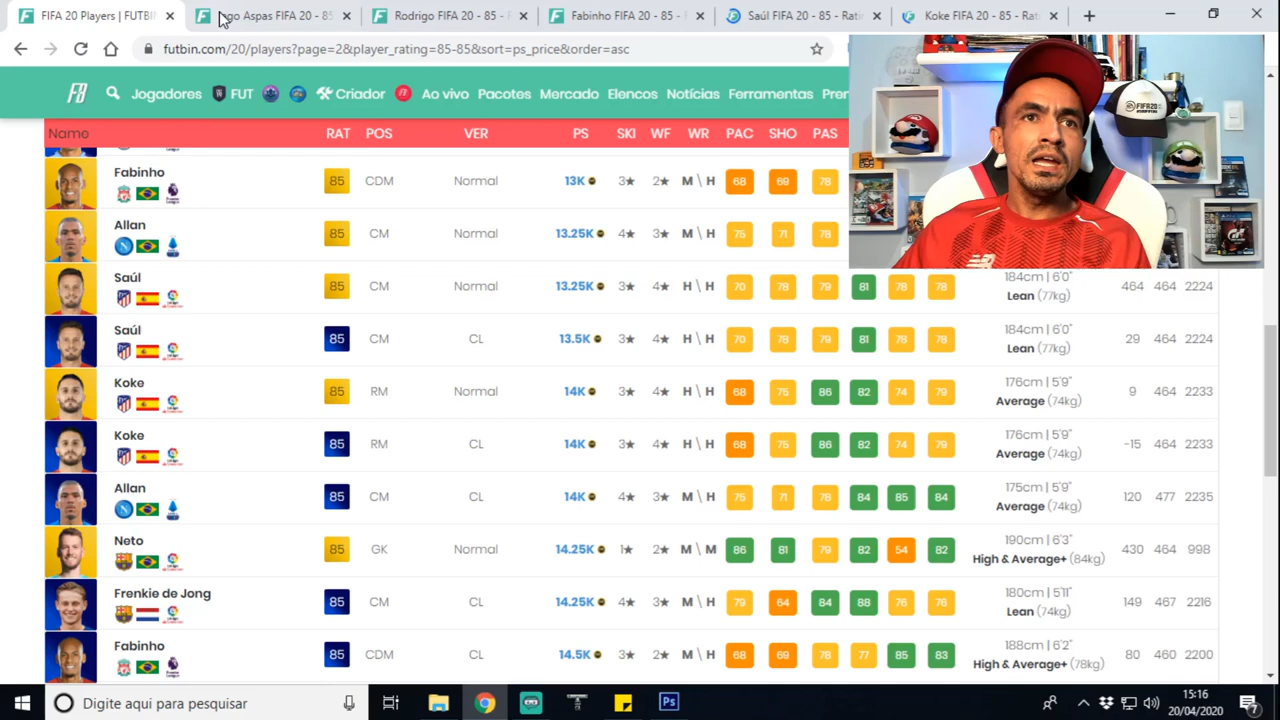 FIFA 20 Players | FUTBIN
Iago Aspas FIFA 20 - 85
Rodrigo FIFA 20 - 85 - R
Fabinho FIFA 20 - 85 - R
Saúl FIFA 20 - 85 - Ratin
Koke FIFA 20 - 85 - Ratin
futbin.com/20/players?page=2&player_rating=85-85&sort=ps_price&order=asc
F8 Jogadores FUT Criador Ao vivo Pacotes Mercado Elencos Notícias Ferramentas
Name RAT POS VER PS SKI WF WR PAC SHO PAS
Fabinho 85 CDM Normal 13K 3★ 2★ M \ H 68 69 78
Allan 85 CM Normal 13.25K 4★ 3★ M \ H 75 71 78
Saúl 85 CM Normal 13.25K 3★ 4★ H \ H 70 78 79 81 78 78 184cm | 6'0" 464 464 2224
Lean (77kg)
Saúl 85 CM CL 13.5K 3★ 4★ H \ H 70 78 79 81 78 78 184cm | 6'0" 29 464 2224
Lean (77kg)
Koke 85 RM Normal 14K 3★ 4★ H \ H 68 75 86 82 74 79 176cm | 5'9" 9 464 2233
Average (74kg)
Koke 85 RM CL 14K 3★ 4★ H \ H 68 75 86 82 74 79 176cm | 5'9" -15 464 2233
Average (74kg)
Allan 85 CM CL 14K 4★ 3★ M \ H 75 71 78 84 85 84 175cm | 5'9" 120 477 2235
Average (74kg)
Neto 85 GK Normal 14.25K 1★ 2★ M \ M 86 81 79 82 54 82 190cm | 6'3" 430 464 998
High & Average+ (84kg)
Frenkie de Jong 85 CM CL 14.25K 4★ 3★ M \ H 79 64 84 88 76 76 180cm | 5'11" 149 467 2216
Lean (74kg)
Fabinho 85 CDM CL 14.5K 3★ 2★ M \ H 68 69 78 77 85 83 188cm | 6'2" 80 460 2200
High & Average+ (78kg)
Digite aqui para pesquisar
Ps
15:16
20/04/2020
7